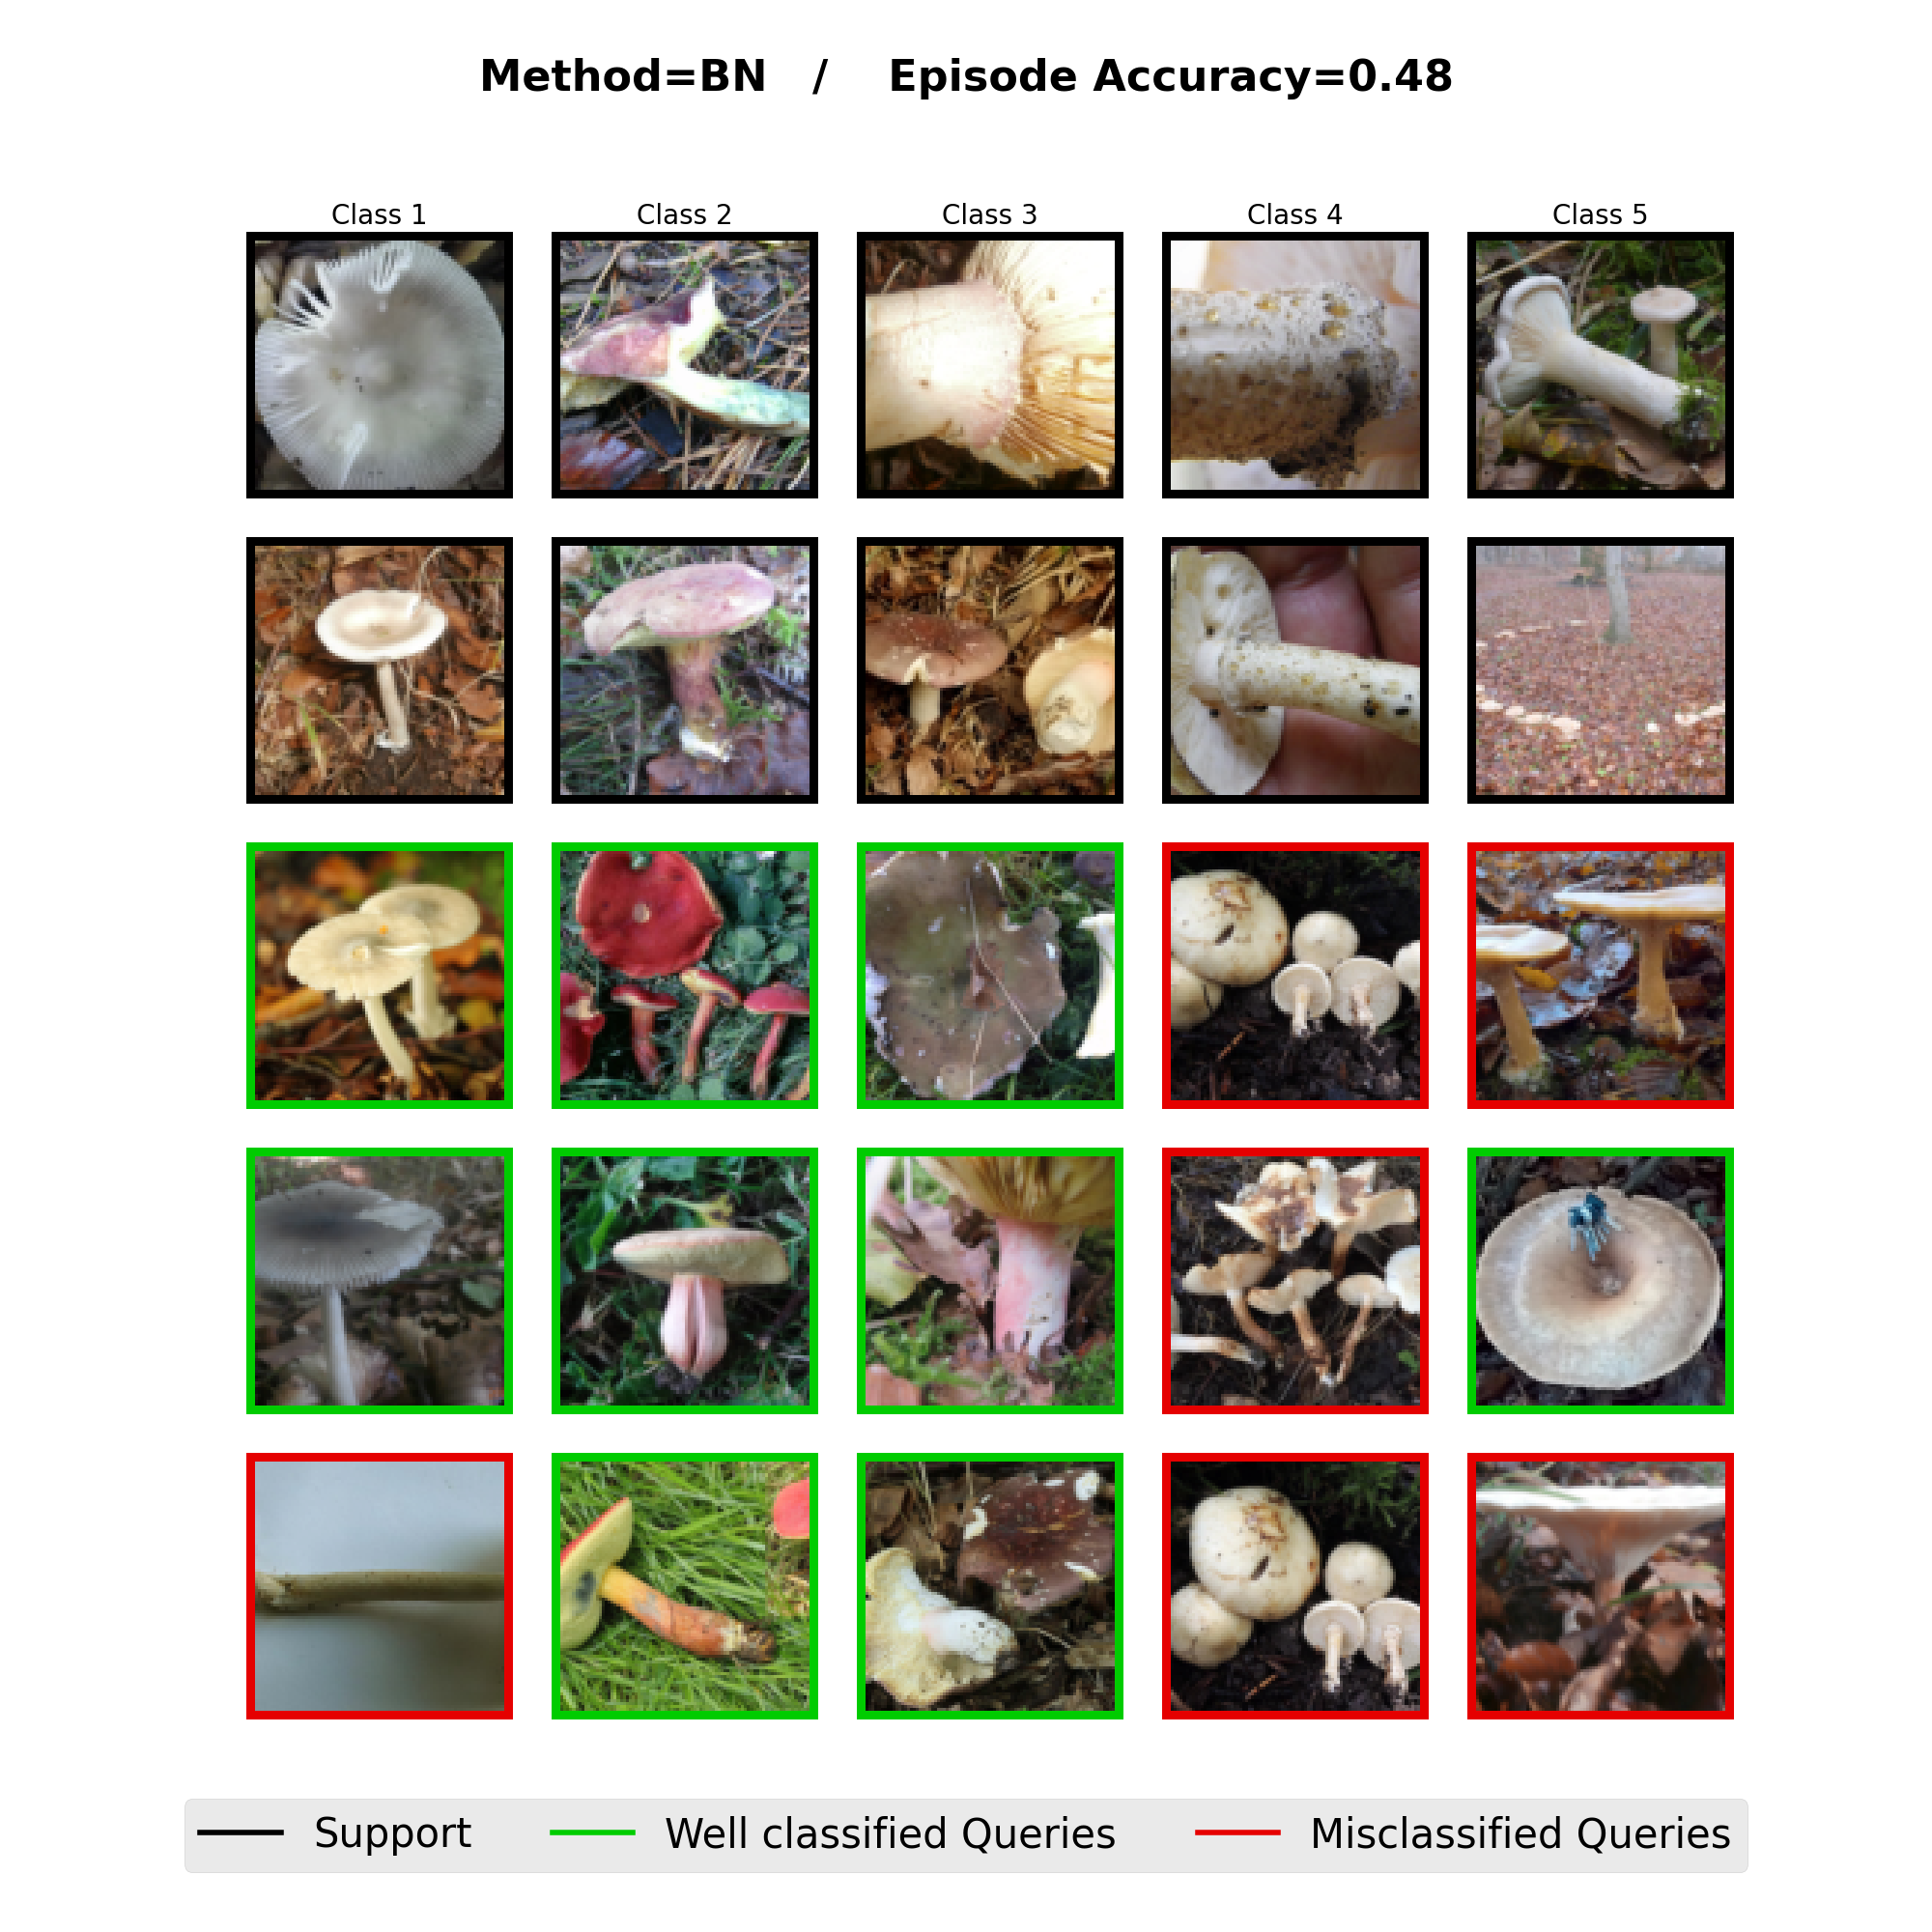 Method=BN / Episode Accuracy=0.48
Class 1 Class 2 Class 3 Class 4 Class 5
Support Well classified Queries Misclassified Queries